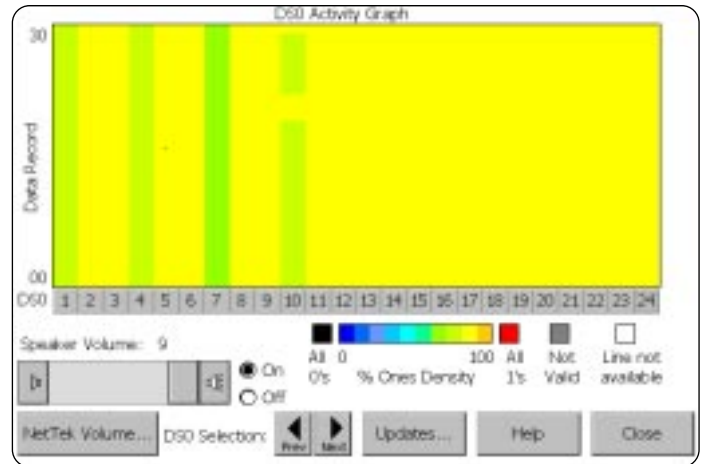 DS0 Activity Graph
30
Data Record
00
DS0 1 2 3 4 5 6 7 8 9 10 11 12 13 14 15 16 17 18 19 20 21 22 23 24
Speaker Volume: 9
On
Off
All 0's
0 100
% Ones Density
All 1's
Not Valid
Line not available
NetTek Volume...
DS0 Selection:
Prev
Next
Updates...
Help
Close